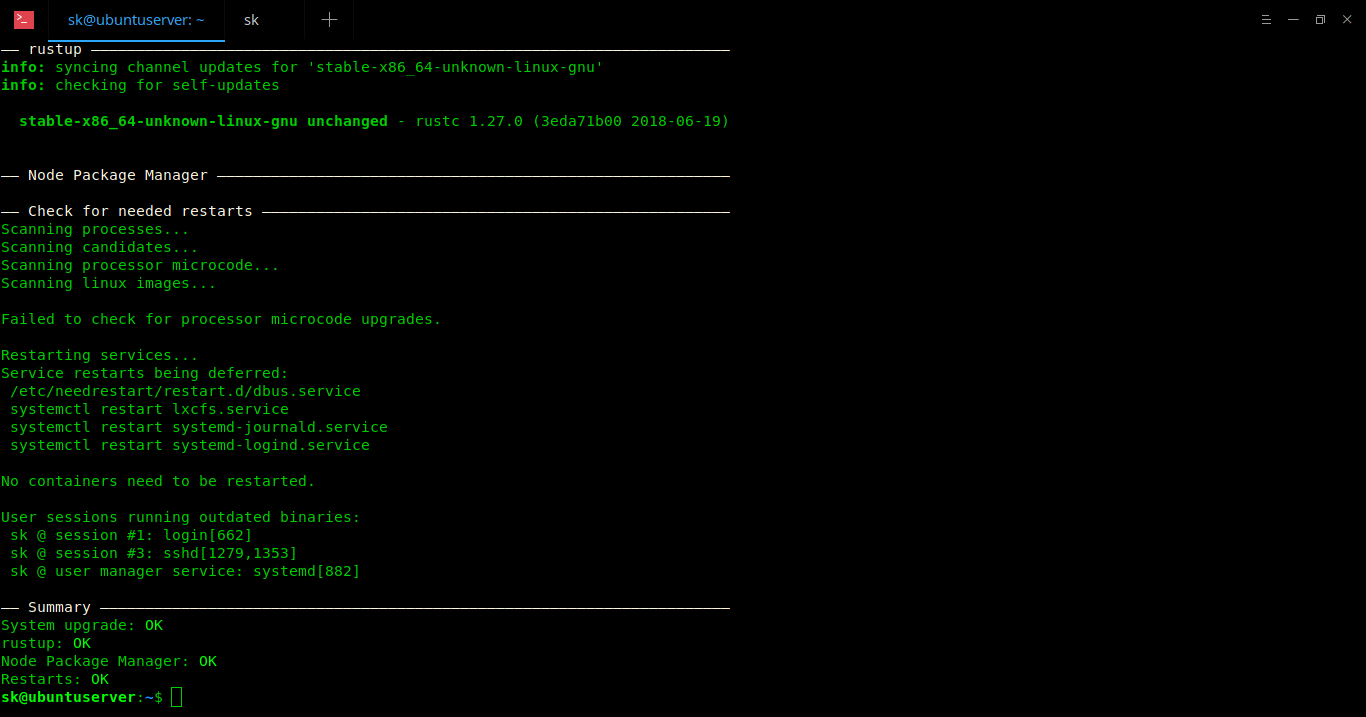 sk@ubuntuserver: ~ sk
—— rustup ———————————————————————————————————————————————————————————————————————
info: syncing channel updates for 'stable-x86_64-unknown-linux-gnu'
info: checking for self-updates
stable-x86_64-unknown-linux-gnu unchanged - rustc 1.27.0 (3eda71b00 2018-06-19)
—— Node Package Manager —————————————————————————————————————————————————————————
—— Check for needed restarts ————————————————————————————————————————————————————
Scanning processes...
Scanning candidates...
Scanning processor microcode...
Scanning linux images...
Failed to check for processor microcode upgrades.
Restarting services...
Service restarts being deferred:
/etc/needrestart/restart.d/dbus.service
systemctl restart lxcfs.service
systemctl restart systemd-journald.service
systemctl restart systemd-logind.service
No containers need to be restarted.
User sessions running outdated binaries:
sk @ session #1: login[662]
sk @ session #3: sshd[1279,1353]
sk @ user manager service: systemd[882]
—— Summary ——————————————————————————————————————————————————————————————————————
System upgrade: OK
rustup: OK
Node Package Manager: OK
Restarts: OK
sk@ubuntuserver:~$